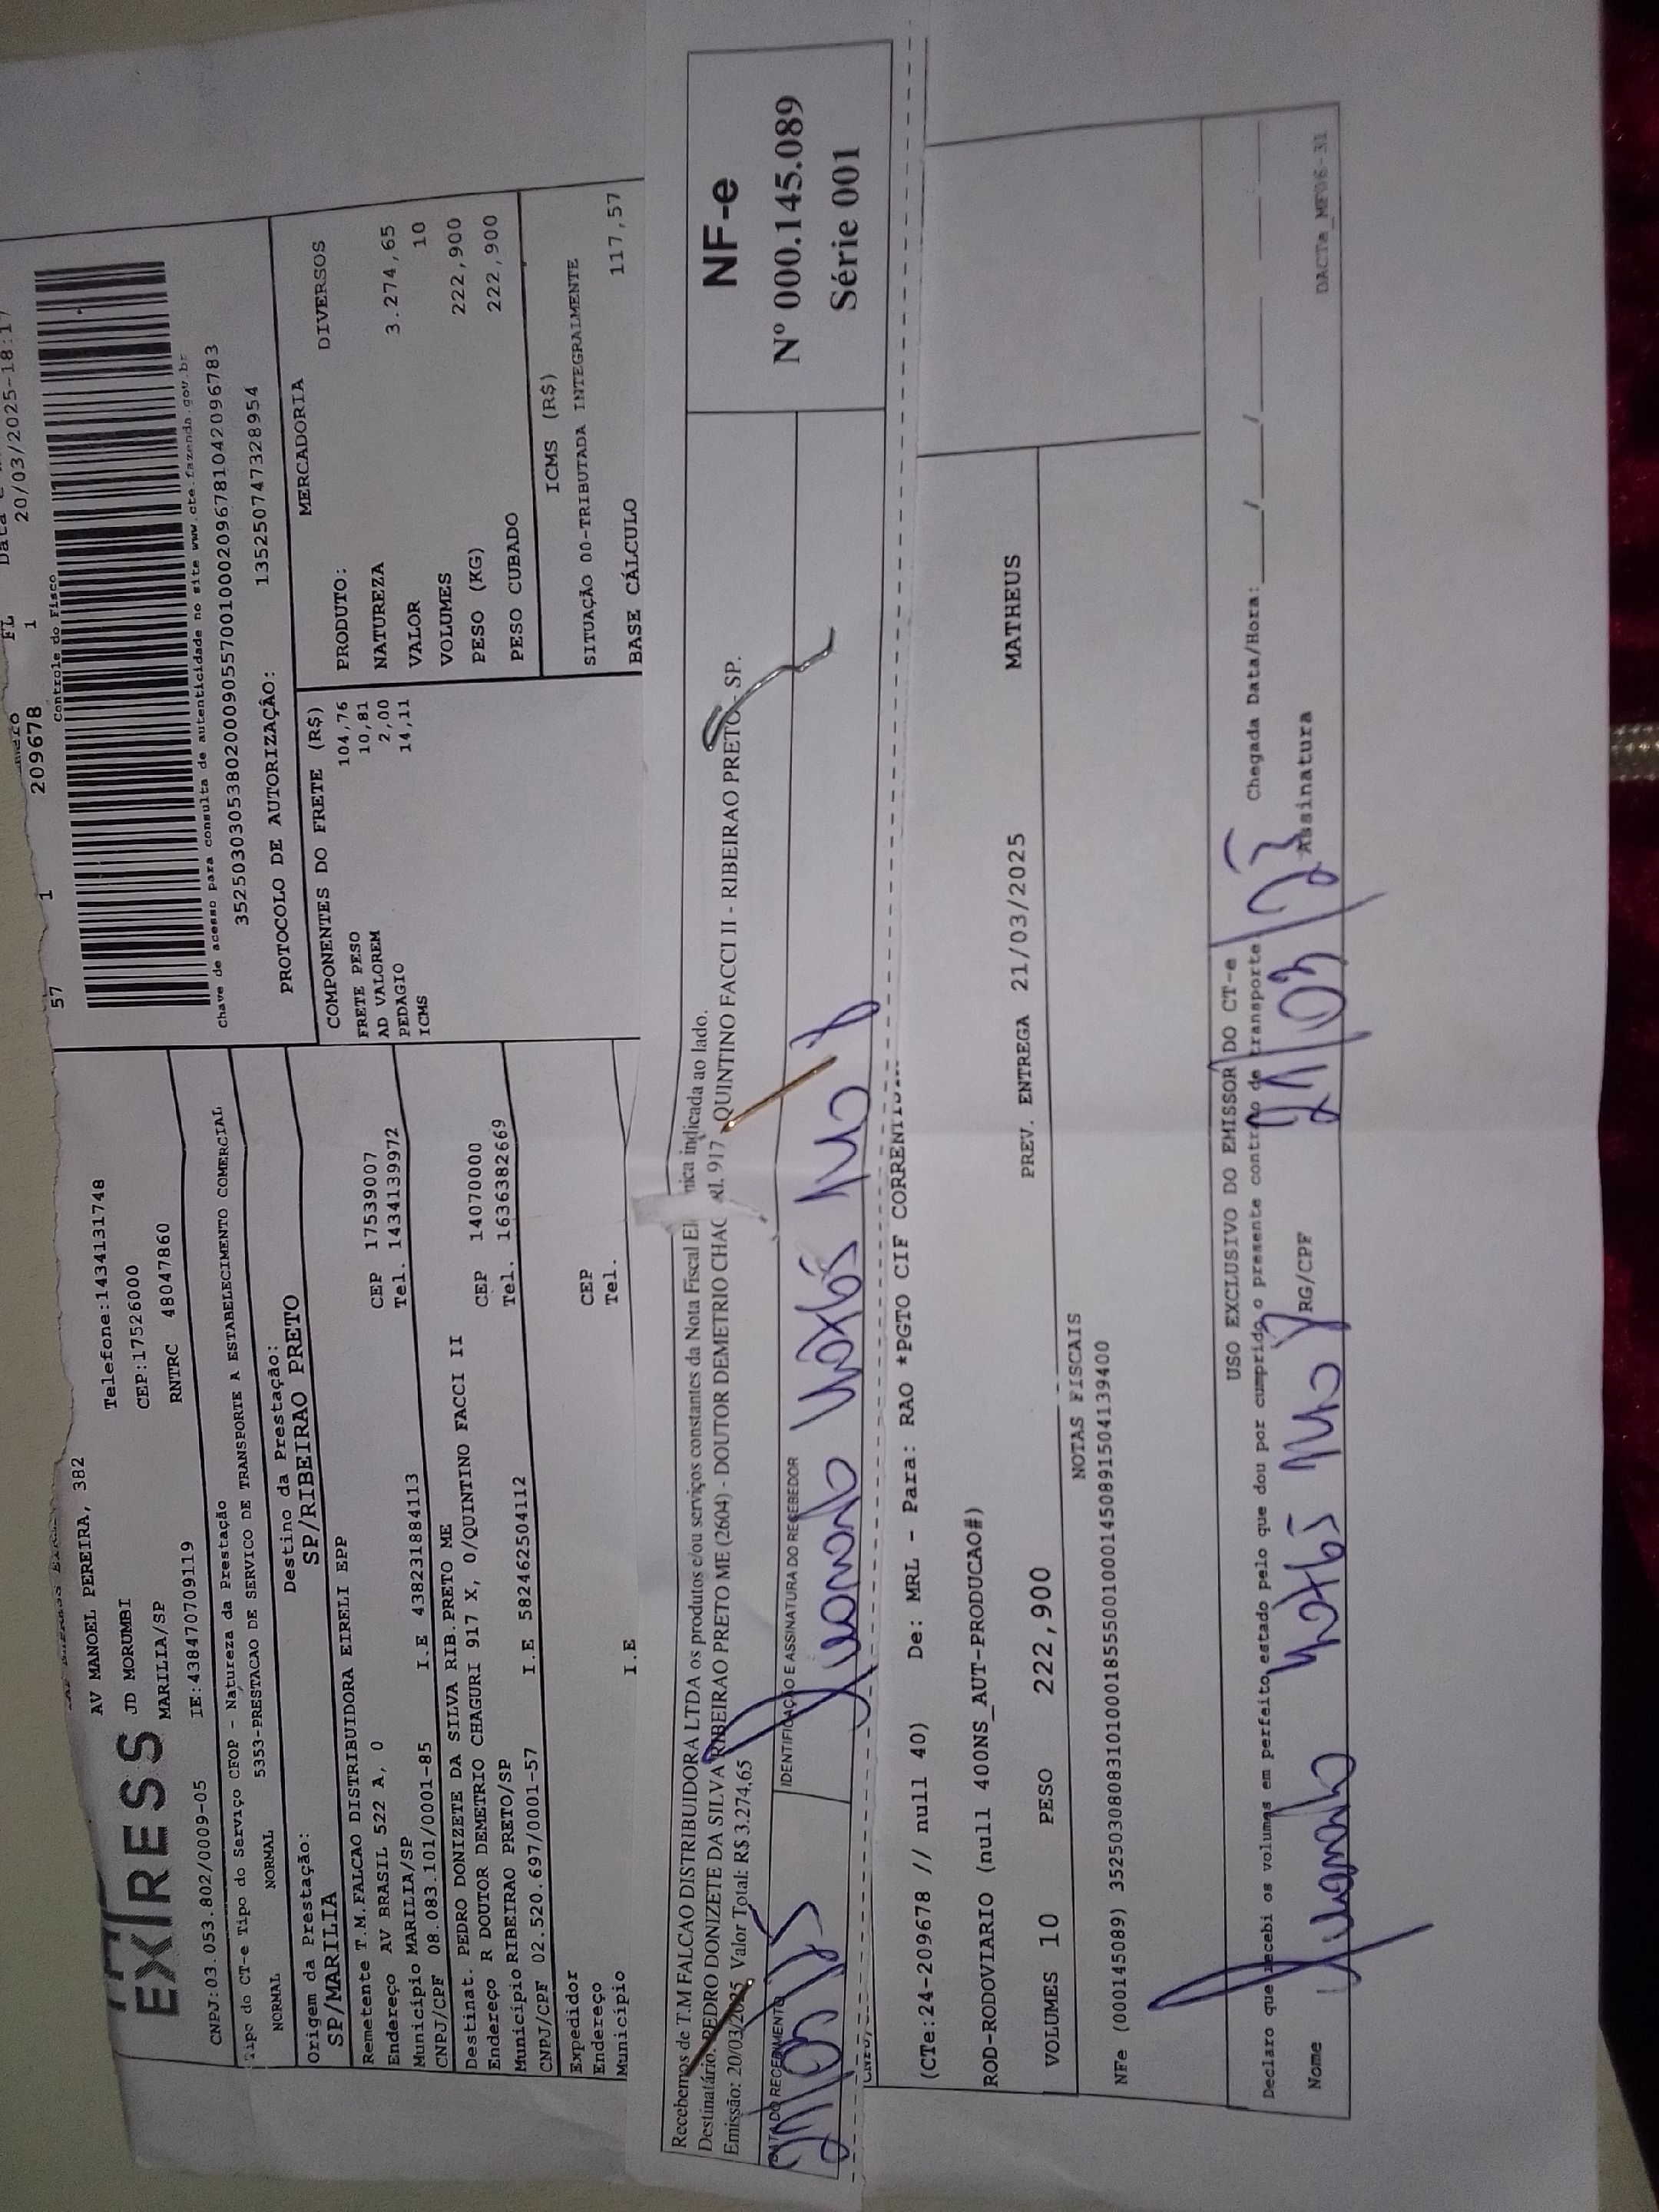 EXPRESS
AV MANOEL PEREIRA, 382
JD MORUMBI
MARILIA/SP
Telefone:1434131748
CEP:17526000
RNTRC 48047860
CNPJ:03.053.802/0009-05 IE:438470709119
57 1 209678 1 20/03/2025-18:17
FL
Controle do Fisco
Chave de acesso para consulta de autenticidade no site www.cte.fazenda.gov.br
35250303053802000905570010002096781042096783
PROTOCOLO DE AUTORIZAÇÃO: 135250747328954
Tipo do CT-e Tipo do Serviço CFOP - Natureza da Prestação
NORMAL NORMAL 5353-PRESTACAO DE SERVICO DE TRANSPORTE A ESTABELECIMENTO COMERCIAL
Origem da Prestação: Destino da Prestação:
SP/MARILIA SP/RIBEIRAO PRETO
Remetente T.M.FALCAO DISTRIBUIDORA EIRELI EPP
Endereço AV BRASIL 522 A, 0 CEP 17539007
Município MARILIA/SP Tel. 1434139972
CNPJ/CPF 08.083.101/0001-85 I.E 438231884113
Destinat. PEDRO DONIZETE DA SILVA RIB.PRETO ME
Endereço R DOUTOR DEMETRIO CHAGURI 917 X, 0/QUINTINO FACCI II CEP 14070000
Município RIBEIRAO PRETO/SP Tel. 1636382669
CNPJ/CPF 02.520.697/0001-57 I.E 582462504112
Expedidor
Endereço CEP
Município Tel.
I.E
COMPONENTES DO FRETE (R$)
FRETE PESO 104,76
AD VALOREM 10,81
PEDAGIO 2,00
ICMS 14,11
MERCADORIA
PRODUTO: DIVERSOS
NATUREZA
VALOR 3.274,65
VOLUMES 10
PESO (KG) 222,900
PESO CUBADO 222,900
ICMS (R$)
SITUAÇÃO 00-TRIBUTADA INTEGRALMENTE
BASE CÁLCULO 117,57
Recebemos de T.M FALCAO DISTRIBUIDORA LTDA os produtos e/ou serviços constantes da Nota Fiscal El nica indicada ao lado.
Destinatário: PEDRO DONIZETE DA SILVA RIBEIRAO PRETO ME (2604) - DOUTOR DEMETRIO CHAG RI, 917 QUINTINO FACCI II - RIBEIRAO PRETO - SP.
Emissão: 20/03/2025 Valor Total: R$ 3.274,65
DATA DO RECEBIMENTO IDENTIFICAÇÃO E ASSINATURA DO RECEBEDOR
NF-e
Nº 000.145.089
Série 001
(CTe:24-209678 // null 40) De: MRL - Para: RAO *PGTO CIF
ROD-RODOVIARIO (null 400NS_AUT-PRODUCAO#) MATHEUS
VOLUMES 10 PESO 222,900 PREV. ENTREGA 21/03/2025
NOTAS FISCAIS
NFe (000145089) 35250308083101000185550010001450891504139400
USO EXCLUSIVO DO EMISSOR DO CT-e
Declaro que recebi os volumes em perfeito estado pelo que dou por cumprido o presente contrato de transporte Chegada Data/Hora: ___/___/___
Nome RG/CPF 21/03/25 Assinatura
DACTe_MF06-31